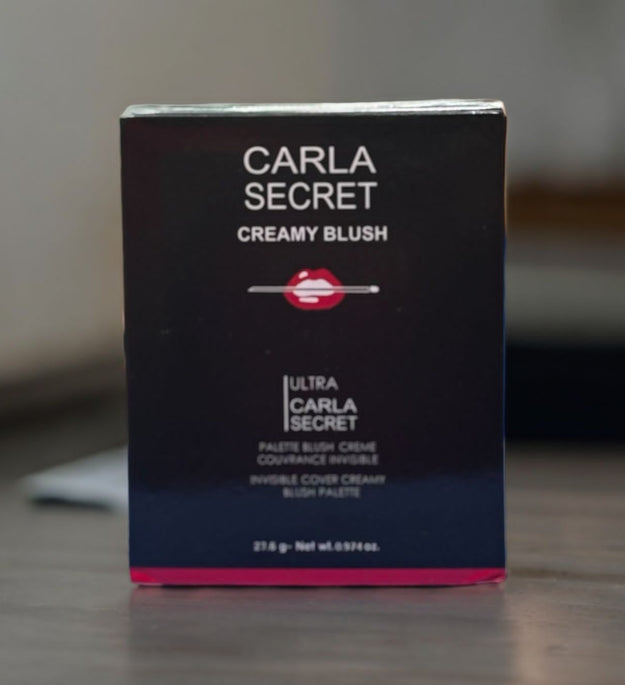 CARLA
SECRET
CREAMY BLUSH
ULTRA
CARLA
SECRET
PALETTE BLUSH CREME
COUVRANCE INVISIBLE
INVISIBLE COVER CREAMY
BLUSH PALETTE
27.6 g- Net wt. 0.974 oz.